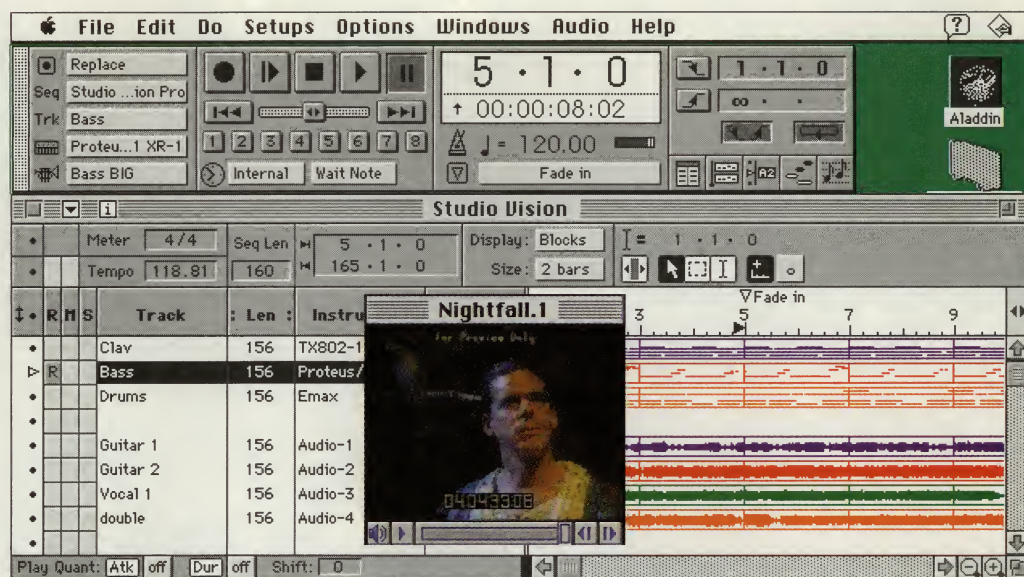 File Edit Do Setups Options Windows Audio Help
Replace
Seq Studio ...ion Pro
Trk Bass
Proteu...1 XR-1
Bass BIG
1 2 3 4 5 6 7 8
Internal Wait Note
5 · 1 · 0
00:00:08:02
♩ = 120.00
Fade in
1 · 1 · 0
∞ · ·
A2
Aladdin
Studio Vision
Meter 4/4
Tempo 118.81
Seq Len 5 · 1 · 0
160 165 · 1 · 0
Display: Blocks
Size: 2 bars
1 · 1 · 0
R M S Track : Len : Instru
Nightfall.1
Fade in
3 5 7 9
for Preview Only
04043308
Clav 156 TX802-1
R Bass 156 Proteus/
Drums 156 Emax
Guitar 1 156 Audio-1
Guitar 2 156 Audio-2
Vocal 1 156 Audio-3
double 156 Audio-4
Play Quant: Atk off Dur off Shift: 0